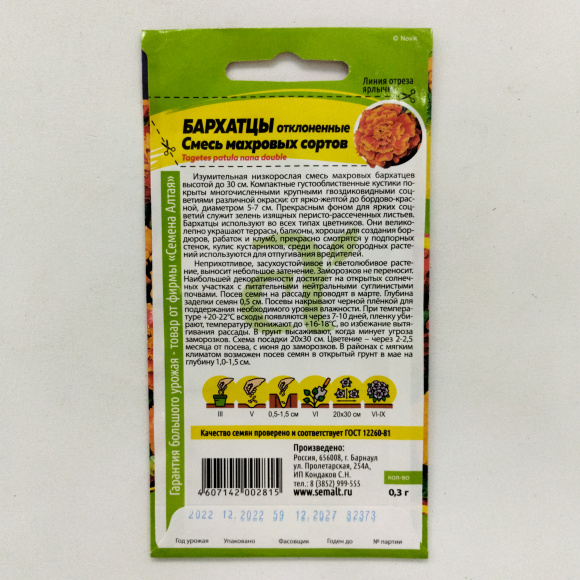 © Novik
Линия отреза
ярлычка
БАРХАТЦЫ отклоненные
Смесь махровых сортов
Tagetes patula nana double
Изумительная низкорослая смесь махровых бархатцев
высотой до 30 см. Компактные густооблиственные кустики по-
крыты многочисленными крупными гвоздиковидными соц-
ветиями различной окраски: от ярко-желтой до бордово-крас-
ной, диаметром 5-7 см. Прекрасным фоном для ярких соц-
ветий служит зелень изящных перисто-рассеченных листьев.
Бархатцы используют во всех типах цветников. Они велико-
лепно украшают террасы, балконы, хороши для создания бор-
дюров, рабаток и клумб, прекрасно смотрятся у подпорных
стенок, кулис кустарников, среди посадок огородных расте-
ний используются для отпугивания вредителей.
Неприхотливое, засухоустойчивое и светолюбивое расте-
ние, выносит небольшое затенение. Заморозков не переносит.
Наибольшей декоративности достигает на открытых солнеч-
ных участках с питательными нейтральными суглинистыми
почвами. Посев семян на рассаду проводят в марте. Глубина
заделки семян 0,5 см. Посевы накрывают черной плёнкой для
поддержания необходимого уровня влажности. При темпера-
туре +20-22°С всходы появляются через 7-10 дней, пленку уби-
рают, температуру понижают до +16-18°С, во избежание вытя-
гивания рассады. В грунт высаживают, когда минует угроза
заморозков. Схема посадки 20х30 см. Цветение – через 2-2,5
месяца от посева, с июня до заморозков. В районах с мягким
климатом возможен посев семян в открытый грунт в мае на
глубину 1,0-1,5 см.
III V 0,5-1,5 см VI 20х30 см VI-IX
Качество семян проверено и соответствует ГОСТ 12260-81
Произведено:
Россия, 656008, г. Барнаул
ул. Пролетарская, 254А,
ИП Кондаков С.Н.
тел.: 8 (3852) 999-555
www.semalt.ru
кол-во
0,3 г
4 607142 002815
2022 12.2022 59 12.2027 32373
Год урожая Упаковано Фасовщик Годен до № партии
Гарантия большого урожая - товар от фирмы «Семена Алтая»